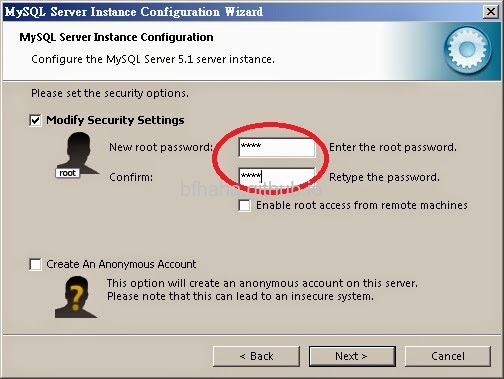 MySQL Server Instance Configuration Wizard
MySQL Server Instance Configuration
Configure the MySQL Server 5.1 server instance.
Please set the security options.
Modify Security Settings
New root password: **** Enter the root password.
root
Confirm: **** Retype the password.
bfhaha.github.io
Enable root access from remote machines
Create An Anonymous Account
This option will create an anonymous account on this server.
Please note that this can lead to an insecure system.
< Back Next > Cancel